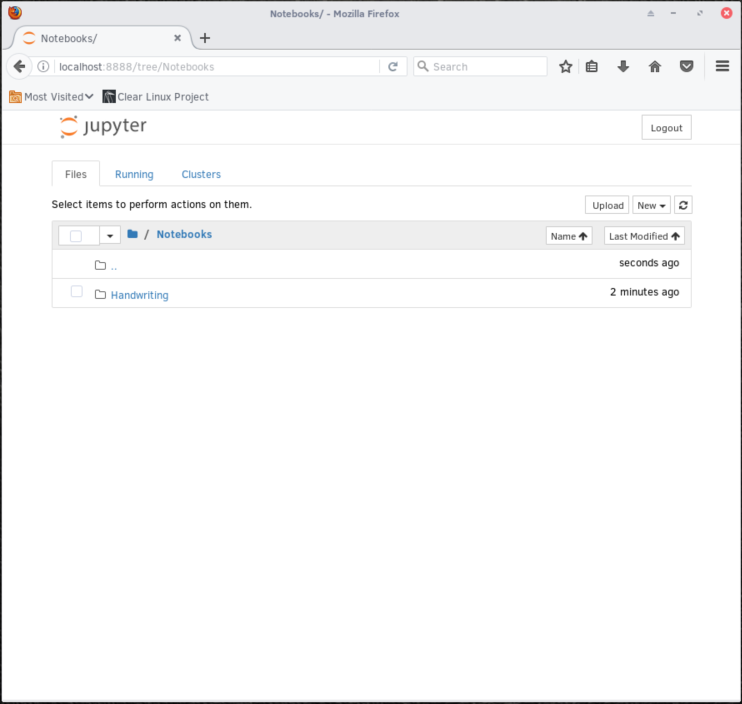 Notebooks/ - Mozilla Firefox
Notebooks/
localhost:8888/tree/Notebooks
Search
Most Visited
Clear Linux Project
jupyter
Logout
Files Running Clusters
Select items to perform actions on them.
Upload New
/ Notebooks
Name Last Modified
.. seconds ago
Handwriting 2 minutes ago